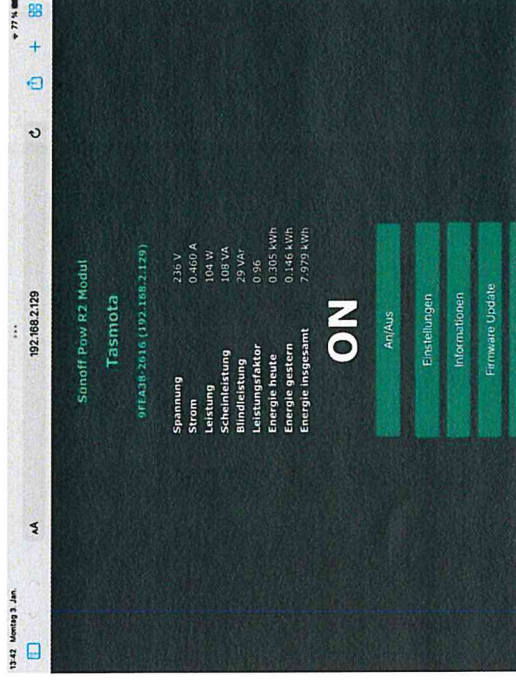 13:42 Montag 3. Jan.
77 %
AA
192.168.2.129
Sonoff Pow R2 Modul
Tasmota
9FEA38-2616 (192.168.2.129)
Spannung 236 V
Strom 0.460 A
Leistung 104 W
Scheinleistung 108 VA
Blindleistung 29 VAr
Leistungsfaktor 0.96
Energie heute 0.305 kWh
Energie gestern 0.146 kWh
Energie insgesamt 7.979 kWh
ON
An/Aus
Einstellungen
Informationen
Firmware Update